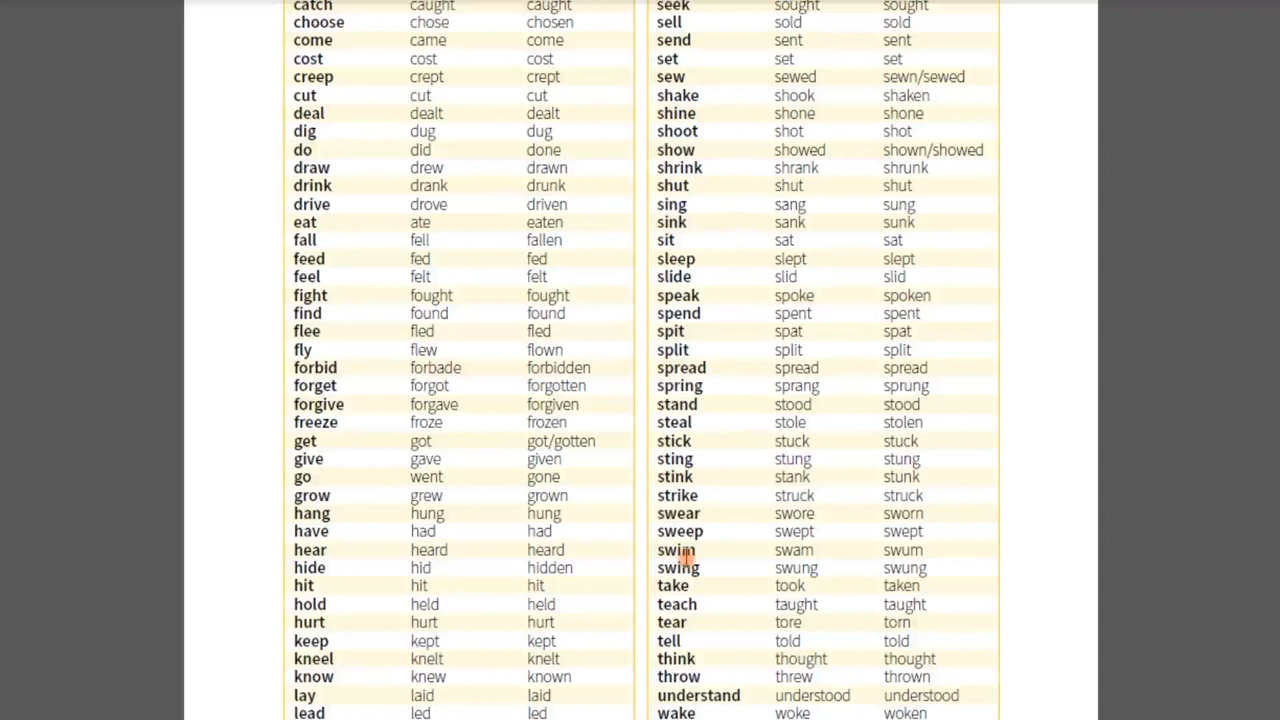 catch caught caught
choose chose chosen
come came come
cost cost cost
creep crept crept
cut cut cut
deal dealt dealt
dig dug dug
do did done
draw drew drawn
drink drank drunk
drive drove driven
eat ate eaten
fall fell fallen
feed fed fed
feel felt felt
fight fought fought
find found found
flee fled fled
fly flew flown
forbid forbade forbidden
forget forgot forgotten
forgive forgave forgiven
freeze froze frozen
get got got/gotten
give gave given
go went gone
grow grew grown
hang hung hung
have had had
hear heard heard
hide hid hidden
hit hit hit
hold held held
hurt hurt hurt
keep kept kept
kneel knelt knelt
know knew known
lay laid laid
lead led led
seek sought sought
sell sold sold
send sent sent
set set set
sew sewed sewn/sewed
shake shook shaken
shine shone shone
shoot shot shot
show showed shown/showed
shrink shrank shrunk
shut shut shut
sing sang sung
sink sank sunk
sit sat sat
sleep slept slept
slide slid slid
speak spoke spoken
spend spent spent
spit spat spat
split split split
spread spread spread
spring sprang sprung
stand stood stood
steal stole stolen
stick stuck stuck
sting stung stung
stink stank stunk
strike struck struck
swear swore sworn
sweep swept swept
swim swam swum
swing swung swung
take took taken
teach taught taught
tear tore torn
tell told told
think thought thought
throw threw thrown
understand understood understood
wake woke woken